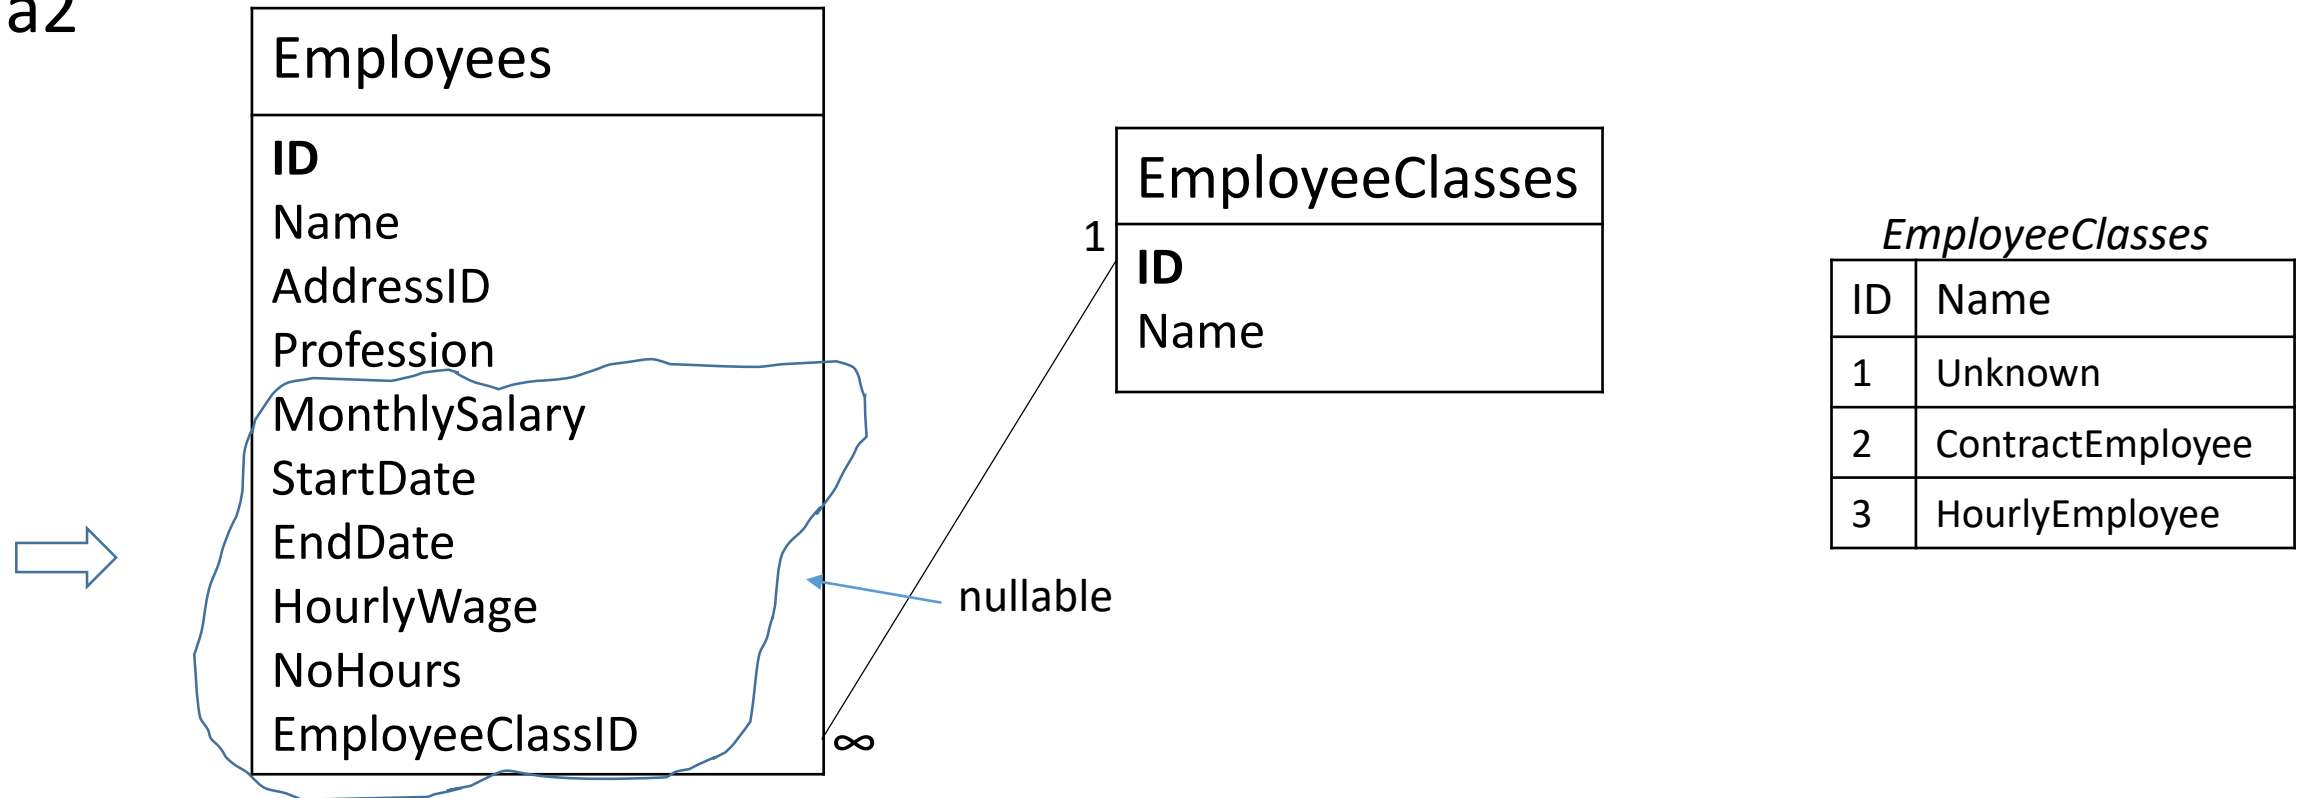 a2
Employees
ID
Name
AddressID
Profession
MonthlySalary
StartDate
EndDate
HourlyWage
NoHours
EmployeeClassID
∞
1
EmployeeClasses
ID
Name
nullable
EmployeeClasses
ID Name
1 Unknown
2 ContractEmployee
3 HourlyEmployee